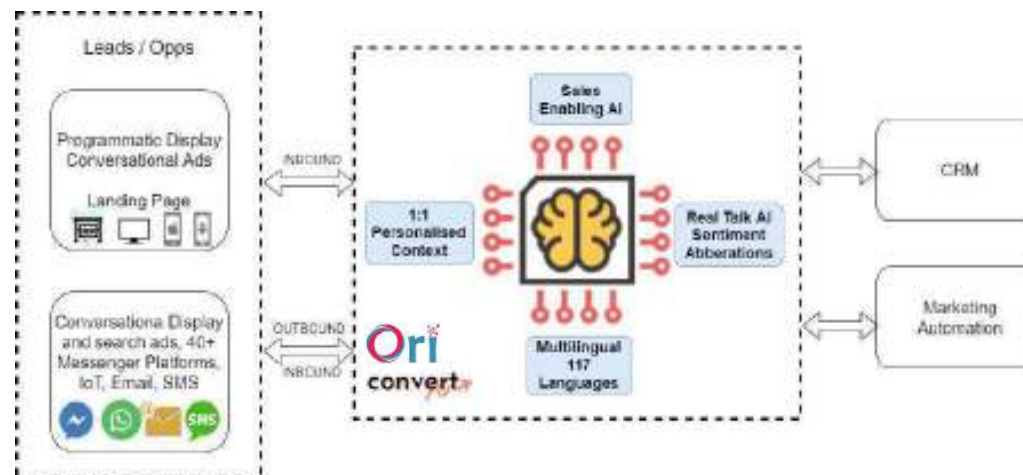 Leads / Opps
Programmatic Display
Conversational Ads
Landing Page
Conversationa Display
and search ads, 40+
Messenger Platforms,
IoT, Email, SMS
SMS
INBOUND
OUTBOUND
INBOUND
Sales
Enabling AI
1:1
Personalised
Context
Real Talk AI
Sentiment
Abberations
Multilingual
117
Languages
Ori
convert
CRM
Marketing
Automation